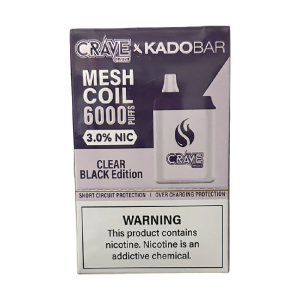 CRAVE X KADOBAR
MESH
COIL
6000 PUFFS
3.0% NIC
CRAVE
CLEAR
BLACK Edition
SHORT CIRCUIT PROTECTION | OVER CHARGING PROTECTION
WARNING
This product contains
nicotine. Nicotine is an
addictive chemical.